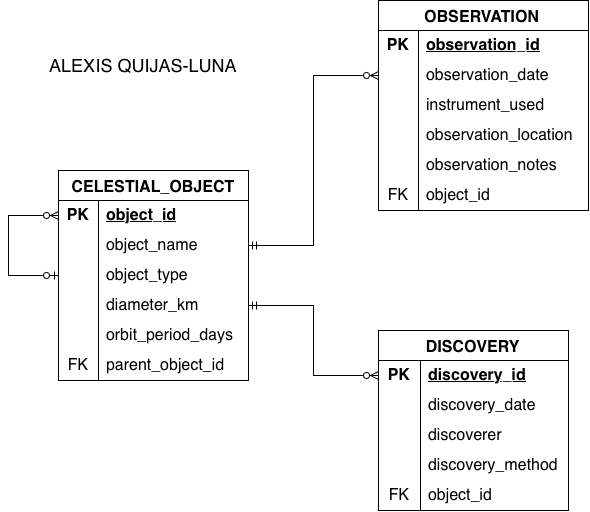 OBSERVATION
PK observation_id
observation_date
instrument_used
observation_location
observation_notes
FK object_id
ALEXIS QUIJAS-LUNA
CELESTIAL_OBJECT
PK object_id
object_name
object_type
diameter_km
orbit_period_days
FK parent_object_id
DISCOVERY
PK discovery_id
discovery_date
discoverer
discovery_method
FK object_id